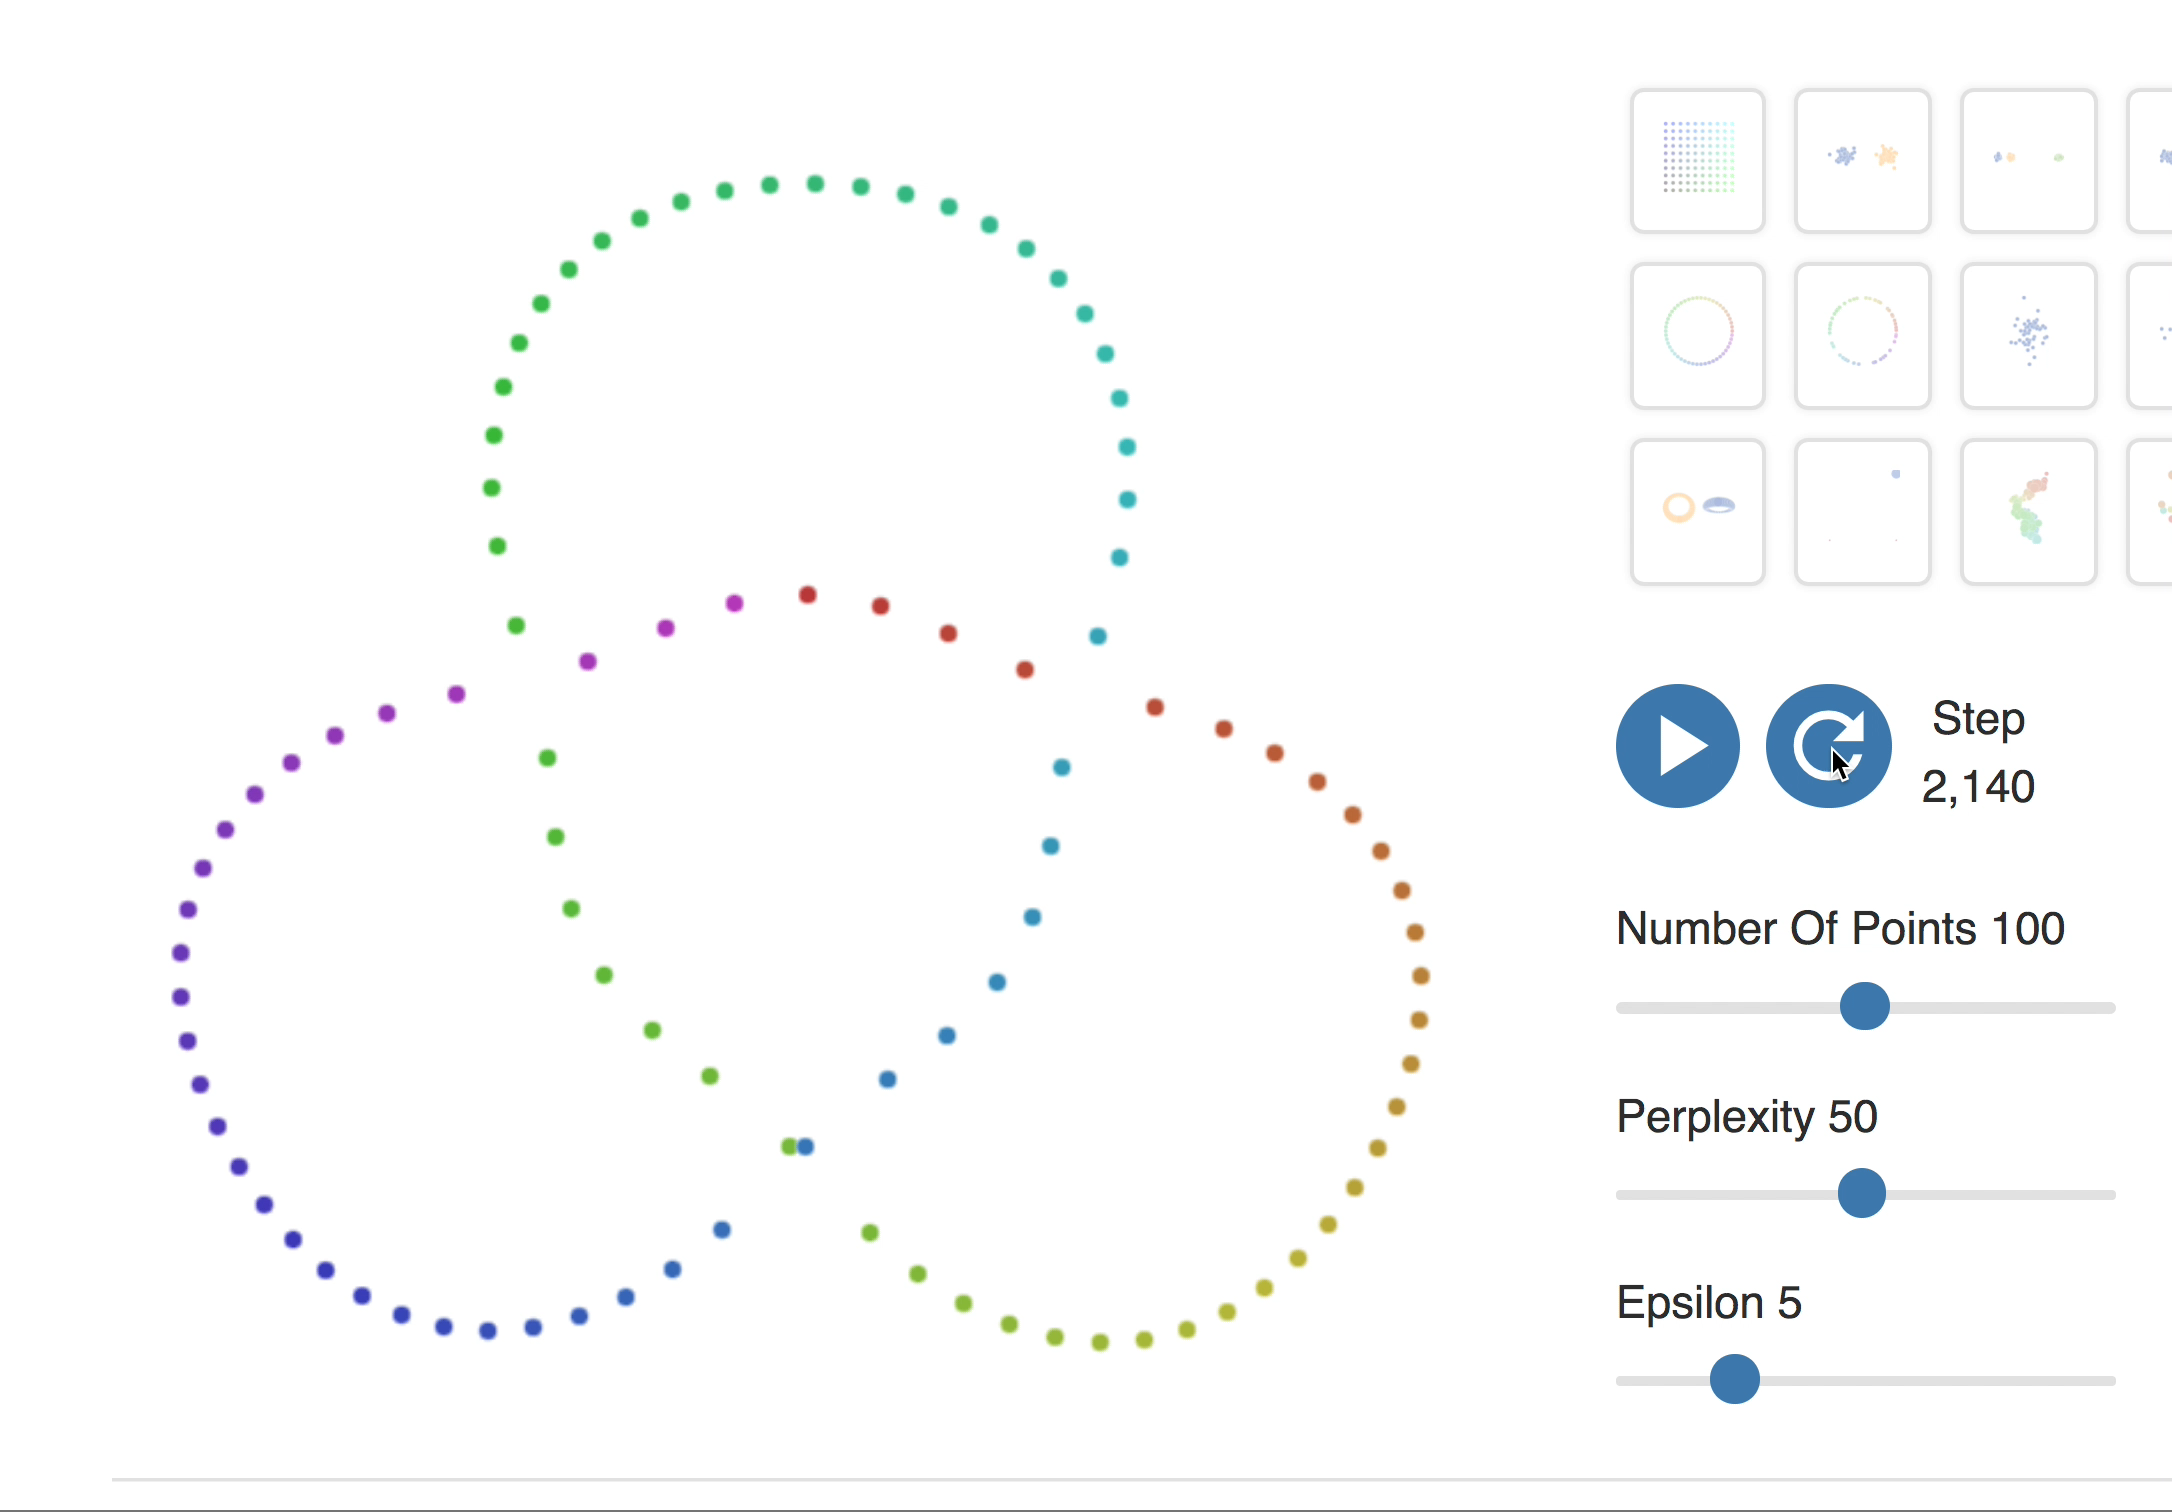 Step
2,140
Number Of Points 100
Perplexity 50
Epsilon 5